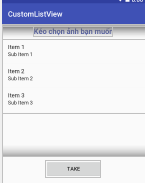 CustomListView
Kéo chọn ảnh bạn muốn
Item 1
Sub Item 1
Item 2
Sub Item 2
Item 3
Sub Item 3
TAKE